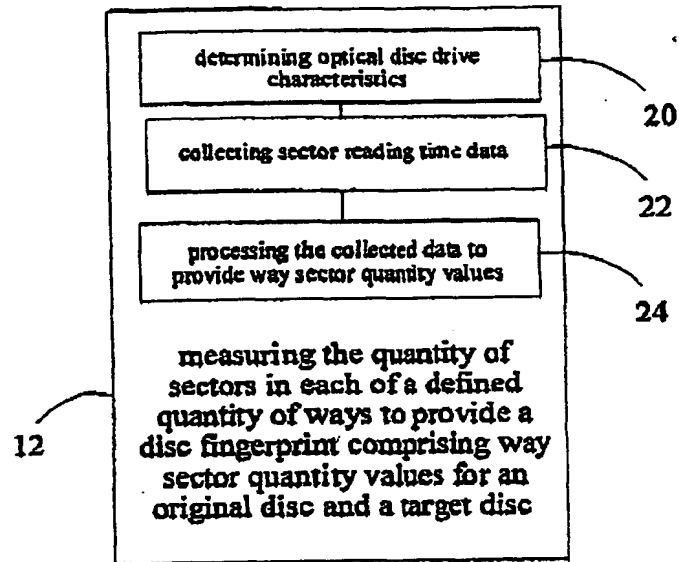 determining optical disc drive
characteristics
20
collecting sector reading time data
22
processing the collected data to
provide way sector quantity values
24
measuring the quantity of
sectors in each of a defined
quantity of ways to provide a
12
disc fingerprint comprising way
sector quantity values for an
original disc and a target disc